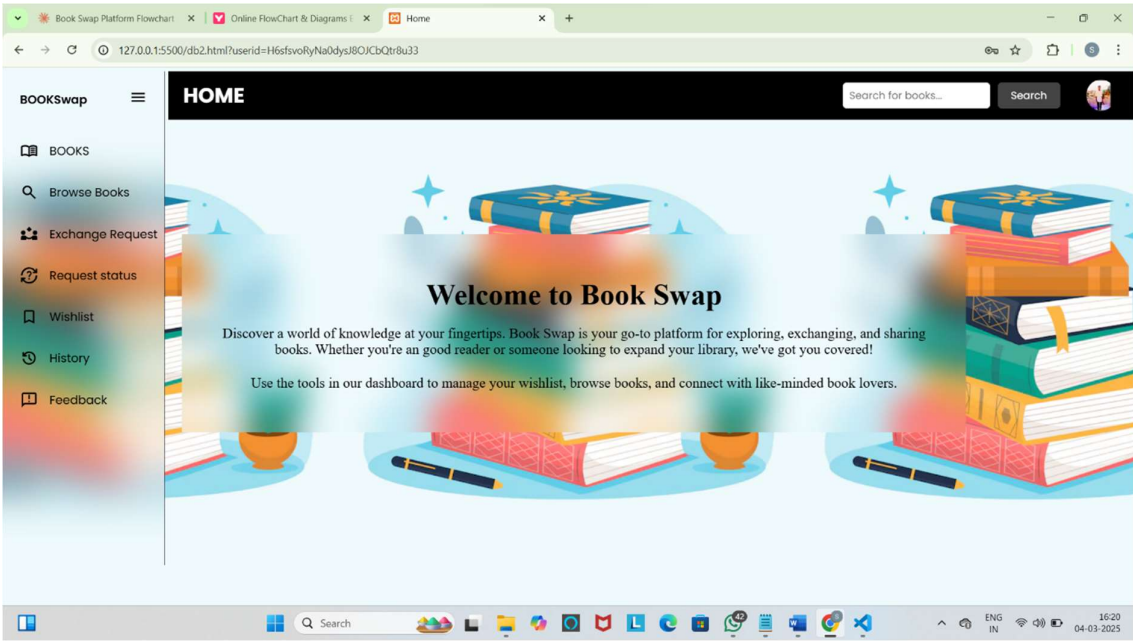 Book Swap Platform Flowchart
Online FlowChart & Diagrams E
Home
127.0.0.1:5500/db2.html?userid=H6sfsvoRyNa0dysJ8OJCbQtr8u33
S
BOOKSwap
HOME
Search for books...
Search
BOOKS
Browse Books
Exchange Request
Request status
Wishlist
History
Feedback
Welcome to Book Swap
Discover a world of knowledge at your fingertips. Book Swap is your go-to platform for exploring, exchanging, and sharing
books. Whether you're an good reader or someone looking to expand your library, we've got you covered!
Use the tools in our dashboard to manage your wishlist, browse books, and connect with like-minded book lovers.
Search
42
ENG
IN
16:20
04-03-2025